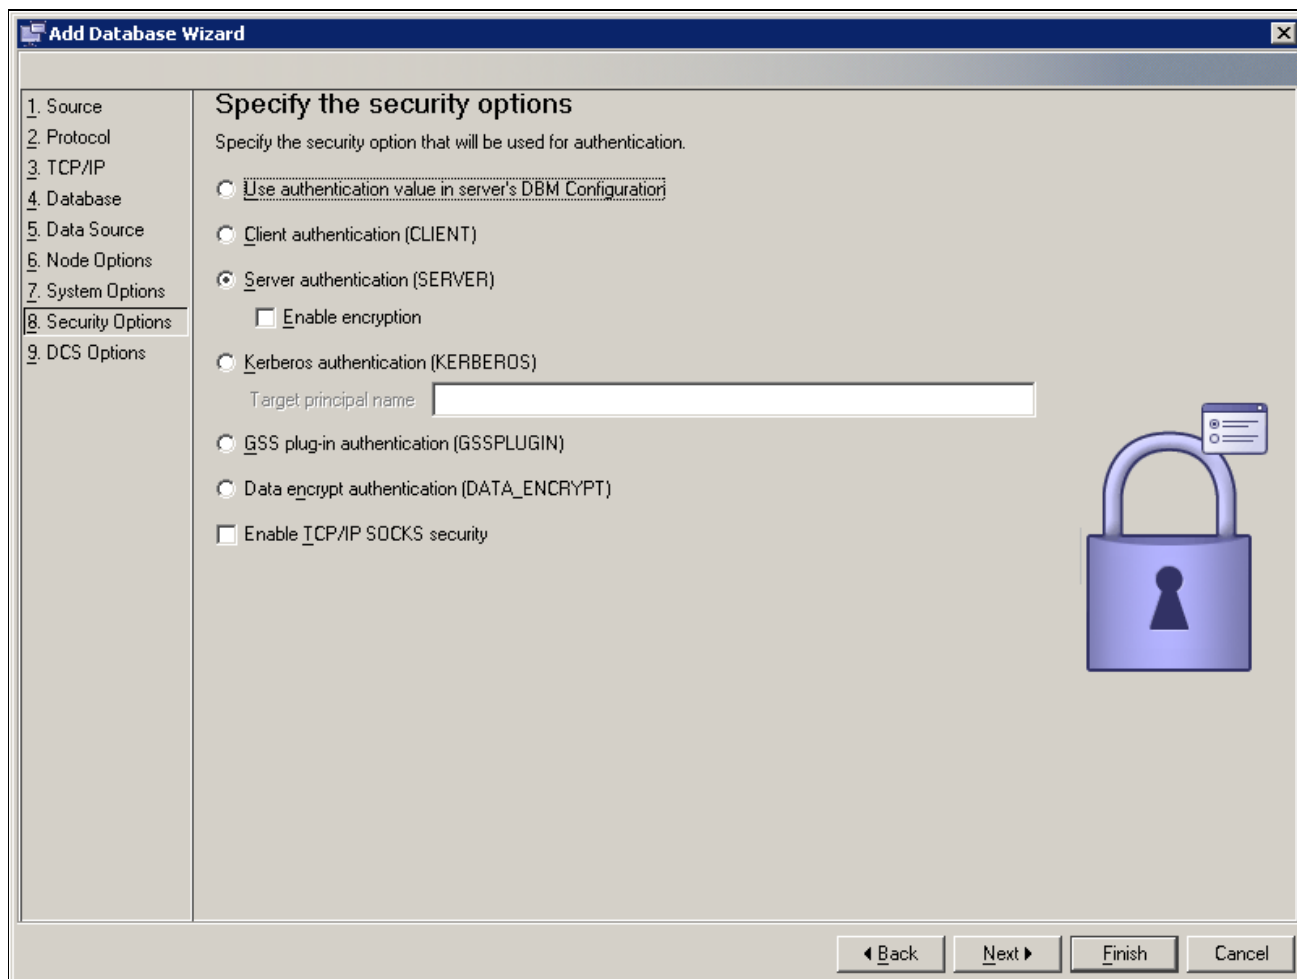 Add Database Wizard
1. Source
2. Protocol
3. TCP/IP
4. Database
5. Data Source
6. Node Options
7. System Options
8. Security Options
9. DCS Options
Specify the security options
Specify the security option that will be used for authentication.
Use authentication value in server's DBM Configuration
Client authentication (CLIENT)
Server authentication (SERVER)
Enable encryption
Kerberos authentication (KERBEROS)
Target principal name
GSS plug-in authentication (GSSPLUGIN)
Data encrypt authentication (DATA_ENCRYPT)
Enable TCP/IP SOCKS security
Back Next Finish Cancel